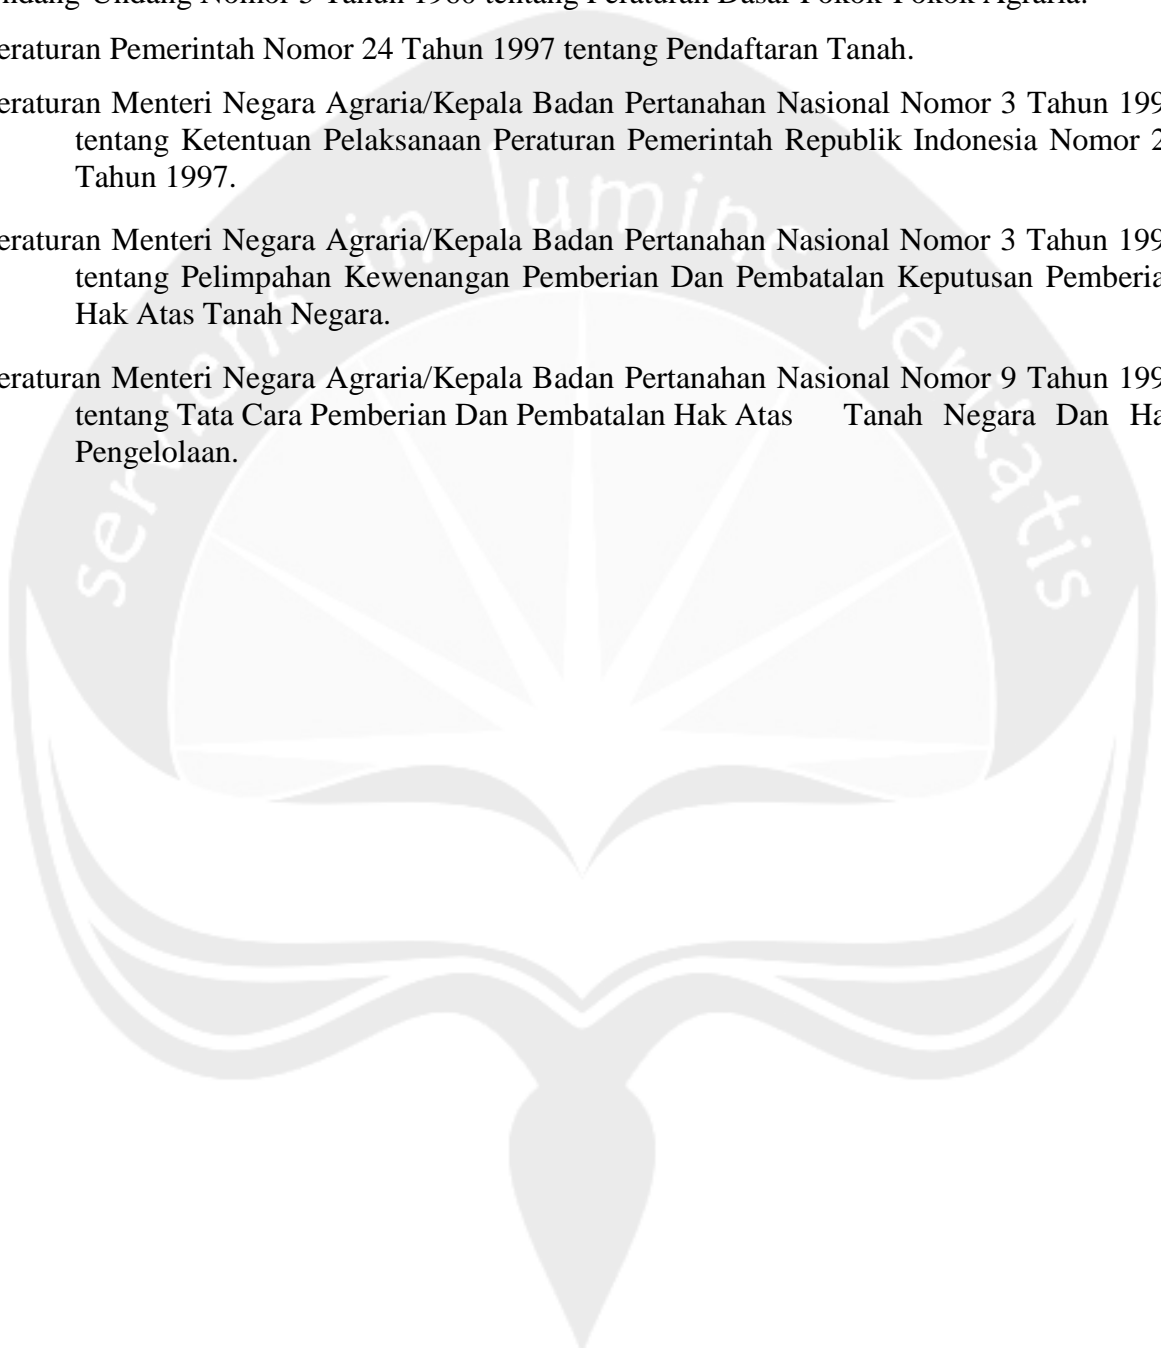 ndang-Undang Nomor 5 Tahun 1960 tentang Peraturan Dasar Pokok-Pokok Agraria.
eraturan Pemerintah Nomor 24 Tahun 1997 tentang Pendaftaran Tanah.
eraturan Menteri Negara Agraria/Kepala Badan Pertanahan Nasional Nomor 3 Tahun 199
tentang Ketentuan Pelaksanaan Peraturan Pemerintah Republik Indonesia Nomor 2
Tahun 1997.
eraturan Menteri Negara Agraria/Kepala Badan Pertanahan Nasional Nomor 3 Tahun 199
tentang Pelimpahan Kewenangan Pemberian Dan Pembatalan Keputusan Pemberia
Hak Atas Tanah Negara.
eraturan Menteri Negara Agraria/Kepala Badan Pertanahan Nasional Nomor 9 Tahun 199
tentang Tata Cara Pemberian Dan Pembatalan Hak Atas Tanah Negara Dan Ha
Pengelolaan.
serviens in lumine veritatis